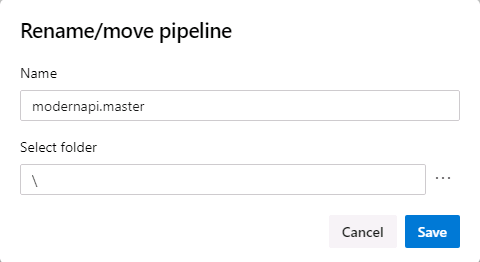 Rename/move pipeline
Name
modernapi.master
Select folder
\
...
Cancel Save